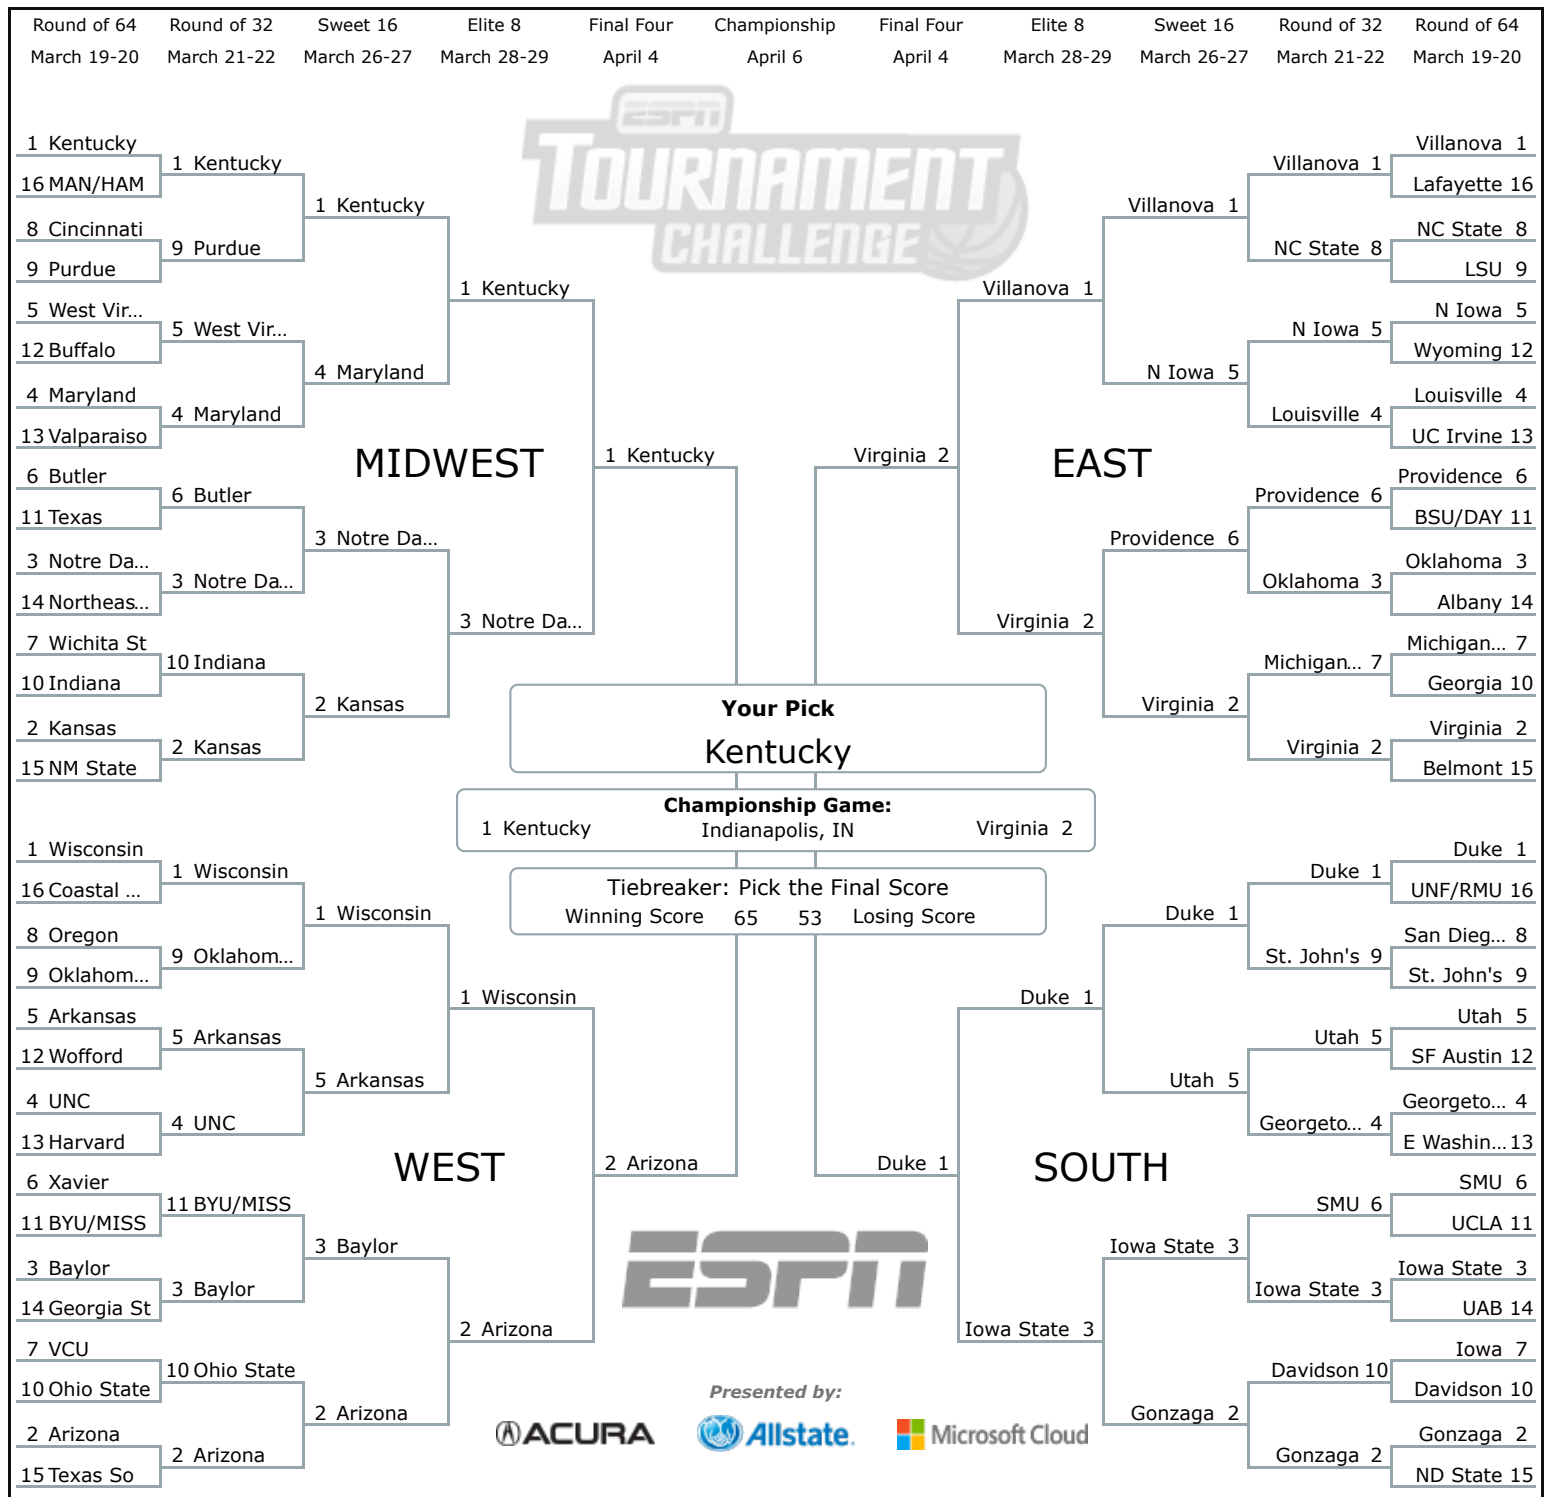 Round of 64 Round of 32 Sweet 16 Elite 8 Final Four Championship Final Four Elite 8 Sweet 16 Round of 32 Round of 64
March 19-20 March 21-22 March 26-27 March 28-29 April 4 April 6 April 4 March 28-29 March 26-27 March 21-22 March 19-20
ESPN
TOURNAMENT
CHALLENGE
1 Kentucky
16 MAN/HAM
8 Cincinnati
9 Purdue
5 West Vir...
12 Buffalo
4 Maryland
13 Valparaiso
6 Butler
11 Texas
3 Notre Da...
14 Northeas...
7 Wichita St
10 Indiana
2 Kansas
15 NM State
1 Kentucky
9 Purdue
5 West Vir...
4 Maryland
6 Butler
3 Notre Da...
10 Indiana
2 Kansas
1 Kentucky
4 Maryland
3 Notre Da...
2 Kansas
1 Kentucky
3 Notre Da...
MIDWEST
1 Kentucky
Virginia 2
EAST
Villanova 1
Virginia 2
Villanova 1
N Iowa 5
Providence 6
Virginia 2
Villanova 1
NC State 8
N Iowa 5
Louisville 4
Providence 6
Oklahoma 3
Michigan... 7
Virginia 2
Villanova 1
Lafayette 16
NC State 8
LSU 9
N Iowa 5
Wyoming 12
Louisville 4
UC Irvine 13
Providence 6
BSU/DAY 11
Oklahoma 3
Albany 14
Michigan... 7
Georgia 10
Virginia 2
Belmont 15
Your Pick
Kentucky
Championship Game:
1 Kentucky Indianapolis, IN Virginia 2
Tiebreaker: Pick the Final Score
Winning Score 65 53 Losing Score
1 Wisconsin
16 Coastal ...
8 Oregon
9 Oklahom...
5 Arkansas
12 Wofford
4 UNC
13 Harvard
6 Xavier
11 BYU/MISS
3 Baylor
14 Georgia St
7 VCU
10 Ohio State
2 Arizona
15 Texas So
1 Wisconsin
9 Oklahom...
5 Arkansas
4 UNC
11 BYU/MISS
3 Baylor
10 Ohio State
2 Arizona
1 Wisconsin
5 Arkansas
3 Baylor
2 Arizona
1 Wisconsin
2 Arizona
WEST
2 Arizona
Duke 1
SOUTH
Duke 1
Iowa State 3
Duke 1
Utah 5
Iowa State 3
Gonzaga 2
Duke 1
St. John's 9
Utah 5
Georgeto... 4
SMU 6
Iowa State 3
Davidson 10
Gonzaga 2
Duke 1
UNF/RMU 16
San Dieg... 8
St. John's 9
Utah 5
SF Austin 12
Georgeto... 4
E Washin... 13
SMU 6
UCLA 11
Iowa State 3
UAB 14
Iowa 7
Davidson 10
Gonzaga 2
ND State 15
ESPN
Presented by:
ACURA Allstate. Microsoft Cloud